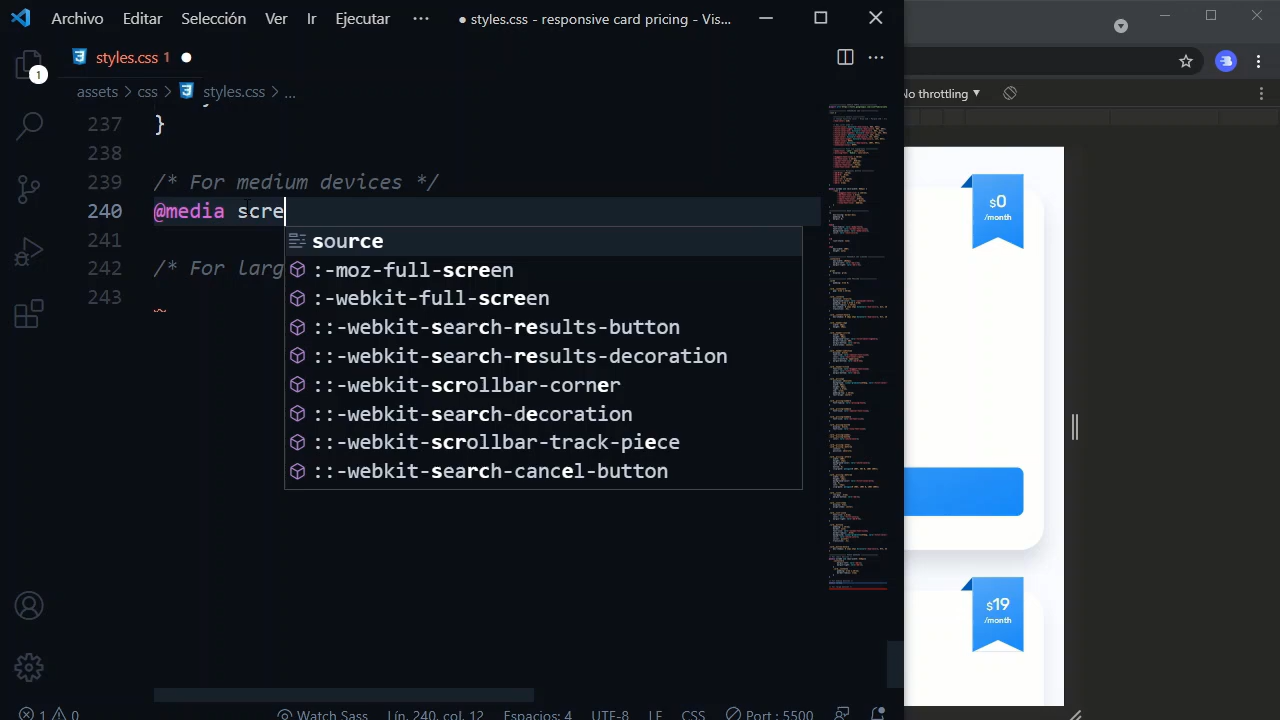 Archivo Editar Selección Ver Ir Ejecutar ··· ● styles.css - responsive card pricing - Vis...
styles.css 1 ●
1
assets > css > styles.css > ...
237 }
238
239 /* For medium devices */
240 @media scre
241
242 /* For larg
243
source
:-moz-full-screen
:-webkit-full-screen
::-webkit-search-results-button
::-webkit-search-results-decoration
::-webkit-scrollbar-corner
::-webkit-search-decoration
::-webkit-scrollbar-track-piece
::-webkit-search-cancel-button
1 0 Watch Sass Lín. 240, col. 12 Espacios: 4 UTF-8 LF CSS Port : 5500
No throttling
$0
/month
$19
/month